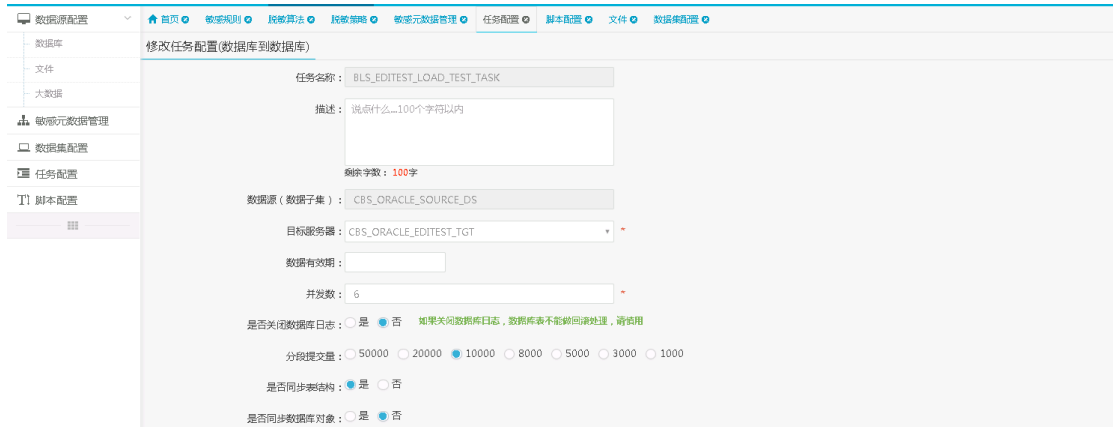 数据源配置
数据库
文件
大数据
敏感元数据管理
数据集配置
任务配置
脚本配置
首页 敏感规则 脱敏算法 脱敏策略 敏感元数据管理 任务配置 脚本配置 文件 数据集配置
修改任务配置(数据库到数据库)
任务名称： BLS_EDITEST_LOAD_TEST_TASK
描述： 说点什么...100个字符以内
剩余字数：100字
数据源（数据子集）： CBS_ORACLE_SOURCE_DS
目标服务器： CBS_ORACLE_EDITEST_TGT *
数据有效期：
并发数： 6 *
是否关闭数据库日志： 是 否 如果关闭数据库日志，数据库表不能做回滚处理，请慎用
分段提交量： 50000 20000 10000 8000 5000 3000 1000
是否同步表结构： 是 否
是否同步数据库对象： 是 否